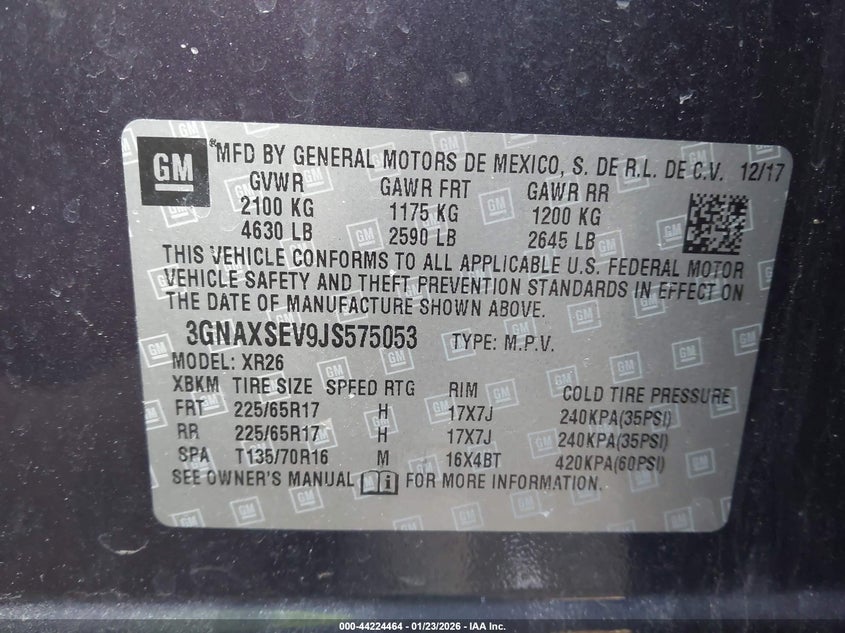 GM
*MFD BY GENERAL MOTORS DE MEXICO, S. DE R.L. DE C.V. 12/17
GVWR GAWR FRT GAWR RR
2100 KG 1175 KG 1200 KG
4630 LB 2590 LB 2645 LB
THIS VEHICLE CONFORMS TO ALL APPLICABLE U.S. FEDERAL MOTOR
VEHICLE SAFETY AND THEFT PREVENTION STANDARDS IN EFFECT ON
THE DATE OF MANUFACTURE SHOWN ABOVE.
3GNAXSEV9JS575053 TYPE: M.P.V.
MODEL: XR26
XBKM TIRE SIZE SPEED RTG RIM COLD TIRE PRESSURE
FRT 225/65R17 H 17X7J 240KPA(35PSI)
RR 225/65R17 H 17X7J 240KPA(35PSI)
SPA T135/70R16 M 16X4BT 420KPA(60PSI)
SEE OWNER'S MANUAL i FOR MORE INFORMATION.
000-44224464 - 01/23/2026 - IAA Inc.